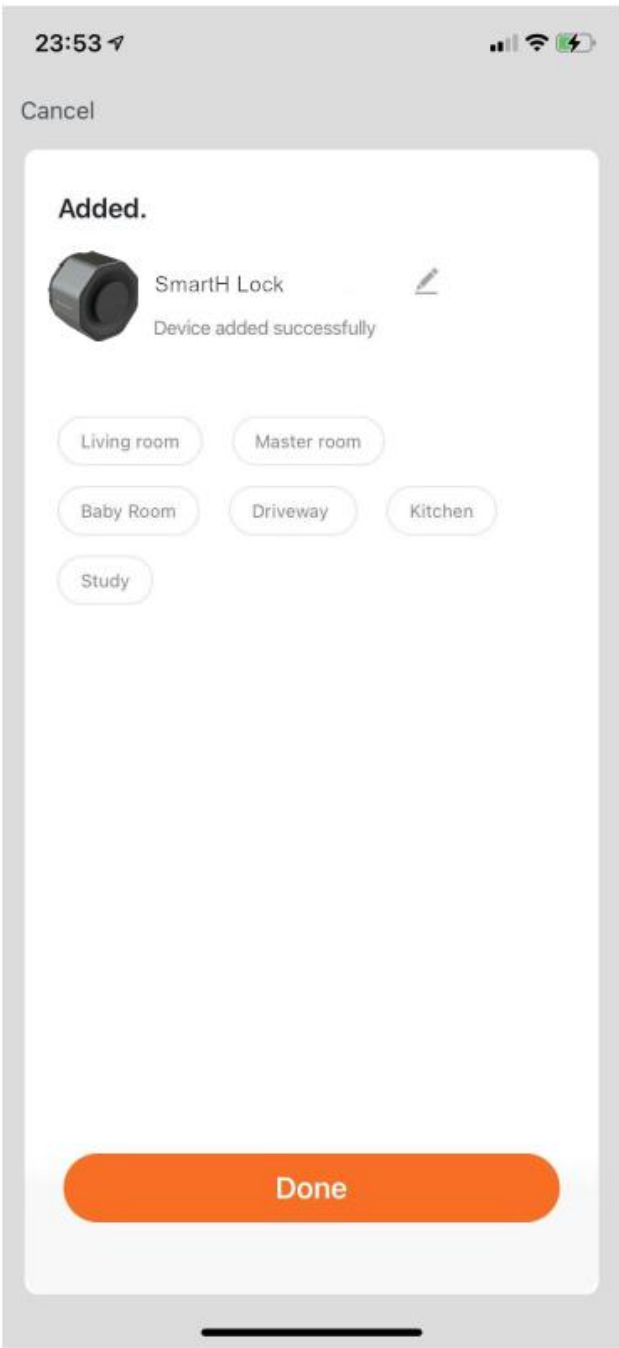 23:53
Cancel
Added.
SmartH Lock
Device added successfully
Living room Master room
Baby Room Driveway Kitchen
Study
Done